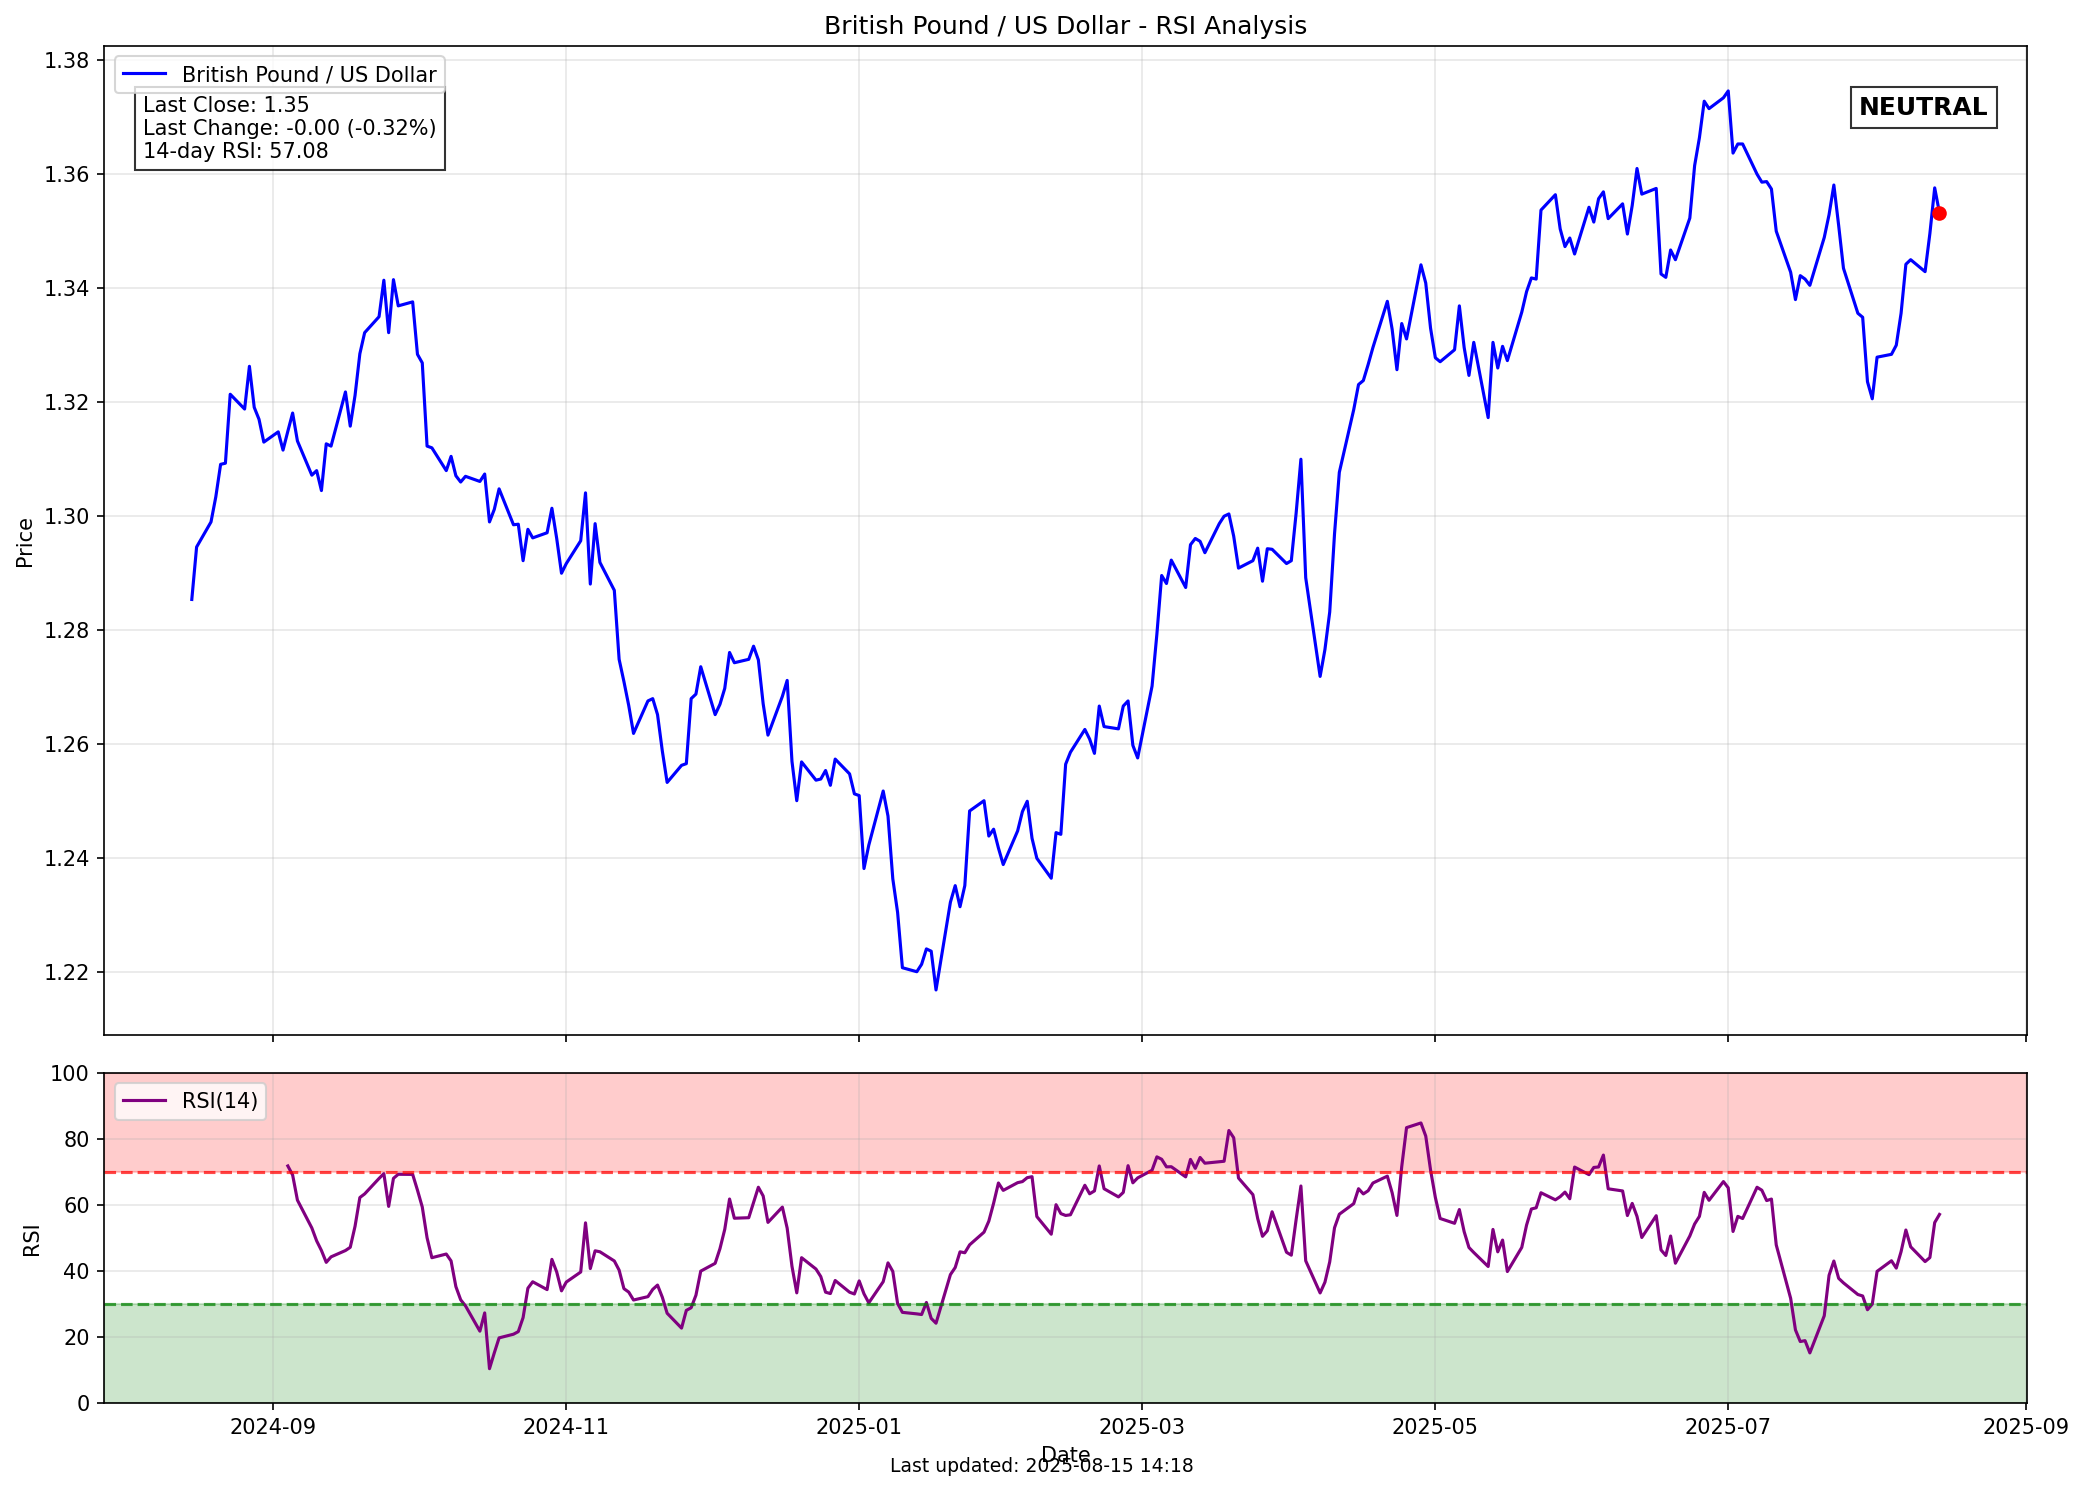 British Pound / US Dollar - RSI Analysis
British Pound / US Dollar
Last Close: 1.35
Last Change: -0.00 (-0.32%)
14-day RSI: 57.08
NEUTRAL
Price
1.38
1.36
1.34
1.32
1.30
1.28
1.26
1.24
1.22
RSI(14)
RSI
100
80
60
40
20
0
2024-09
2024-11
2025-01
2025-03
2025-05
2025-07
2025-09
Date
Last updated: 2025-08-15 14:18